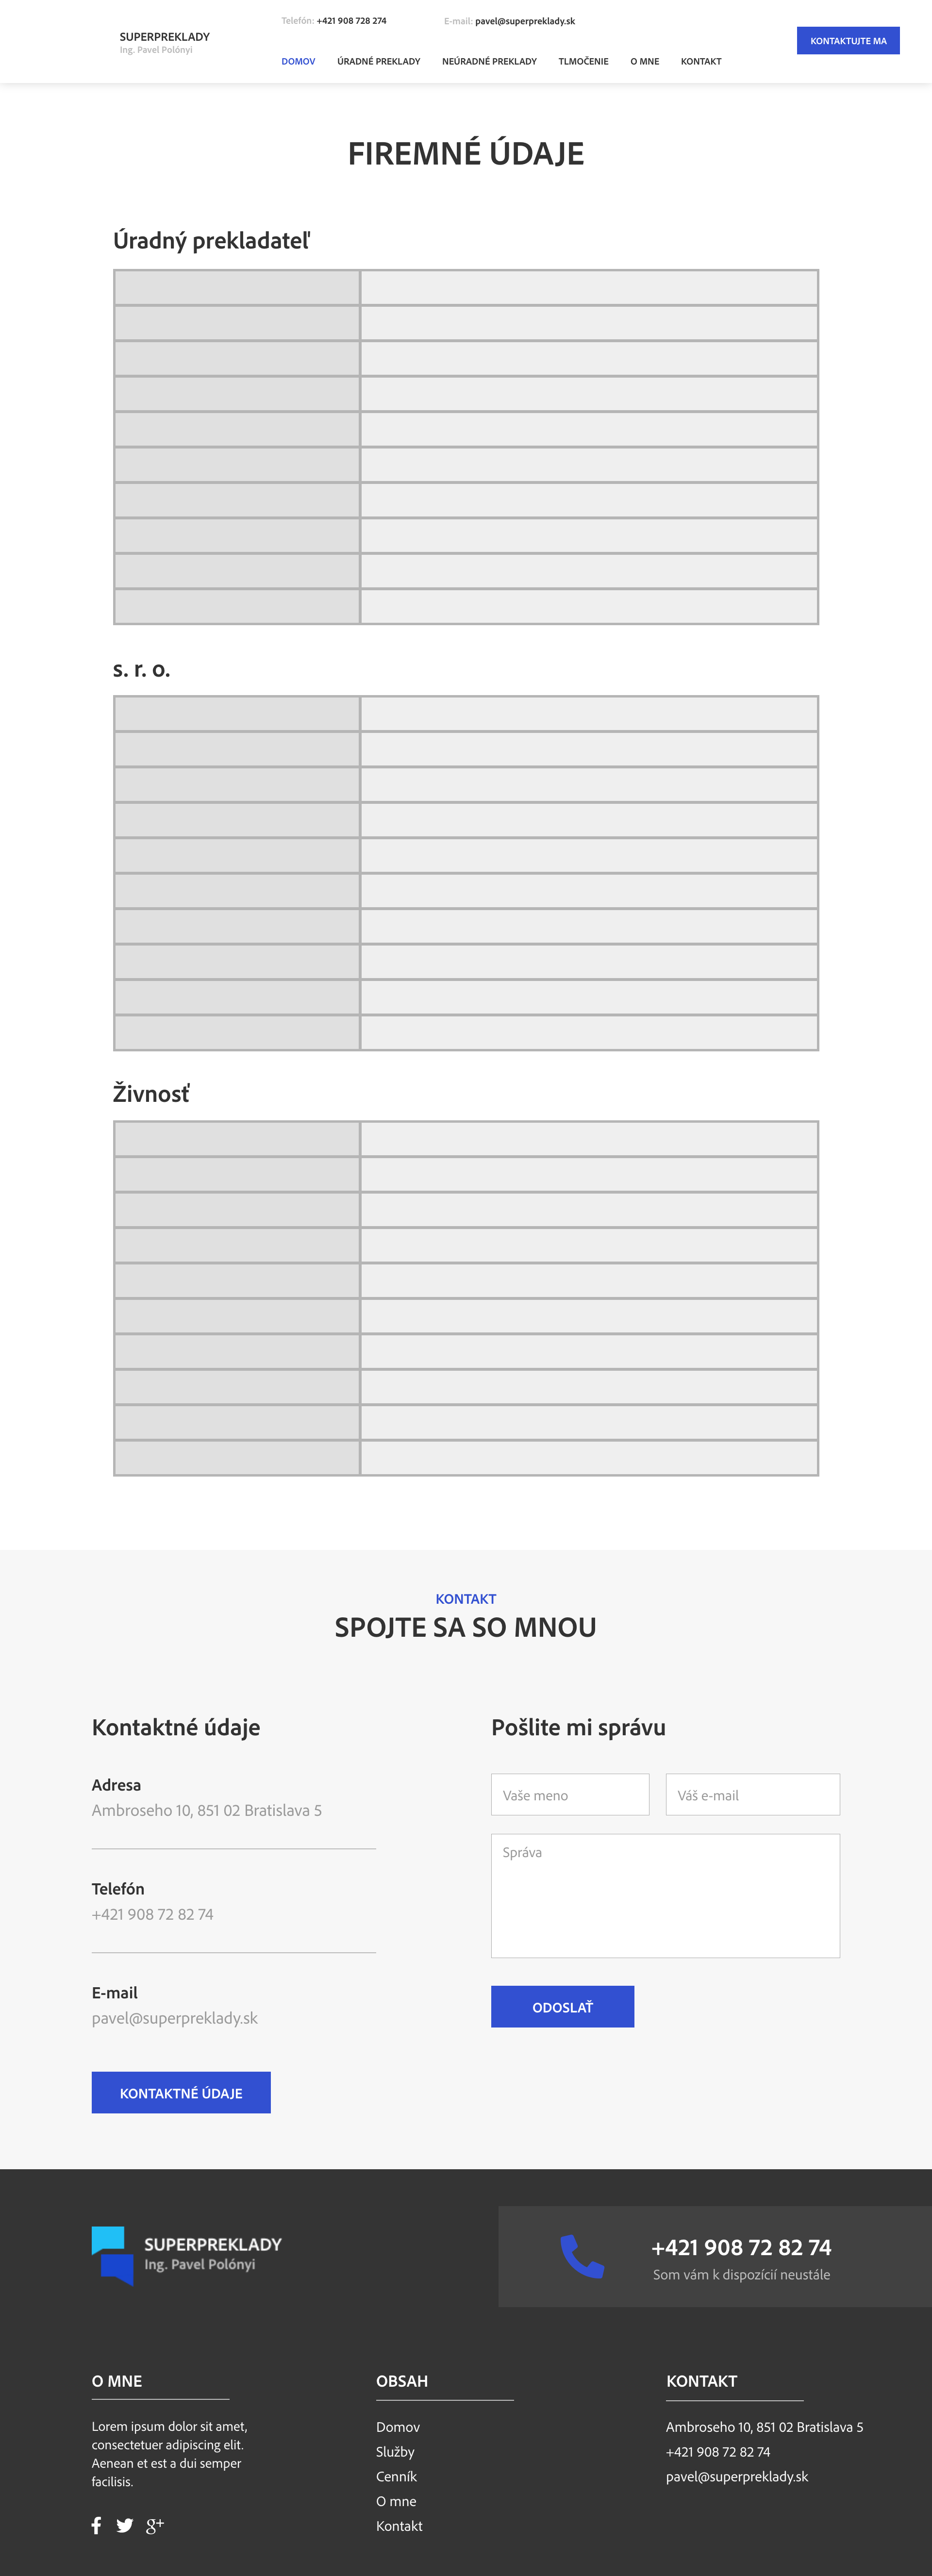 SUPERPREKLADY
Ing. Pavel Polónyi
Telefón: +421 908 728 274
E-mail: pavel@superpreklady.sk
DOMOV
ÚRADNÉ PREKLADY
NEÚRADNÉ PREKLADY
TLMOČENIE
O MNE
KONTAKT
KONTAKTUJTE MA
FIREMNÉ ÚDAJE
Úradný prekladateľ
s. r. o.
Živnosť
KONTAKT
SPOJTE SA SO MNOU
Kontaktné údaje
Adresa
Ambroseho 10, 851 02 Bratislava 5
Telefón
+421 908 72 82 74
E-mail
pavel@superpreklady.sk
KONTAKTNÉ ÚDAJE
Pošlite mi správu
Vaše meno
Váš e-mail
Správa
ODOSLAŤ
SUPERPREKLADY
Ing. Pavel Polónyi
+421 908 72 82 74
Som vám k dispozícií neustále
O MNE
Lorem ipsum dolor sit amet,
consectetuer adipiscing elit.
Aenean et est a dui semper
facilisis.
g+
OBSAH
Domov
Služby
Cenník
O mne
Kontakt
KONTAKT
Ambroseho 10, 851 02 Bratislava 5
+421 908 72 82 74
pavel@superpreklady.sk